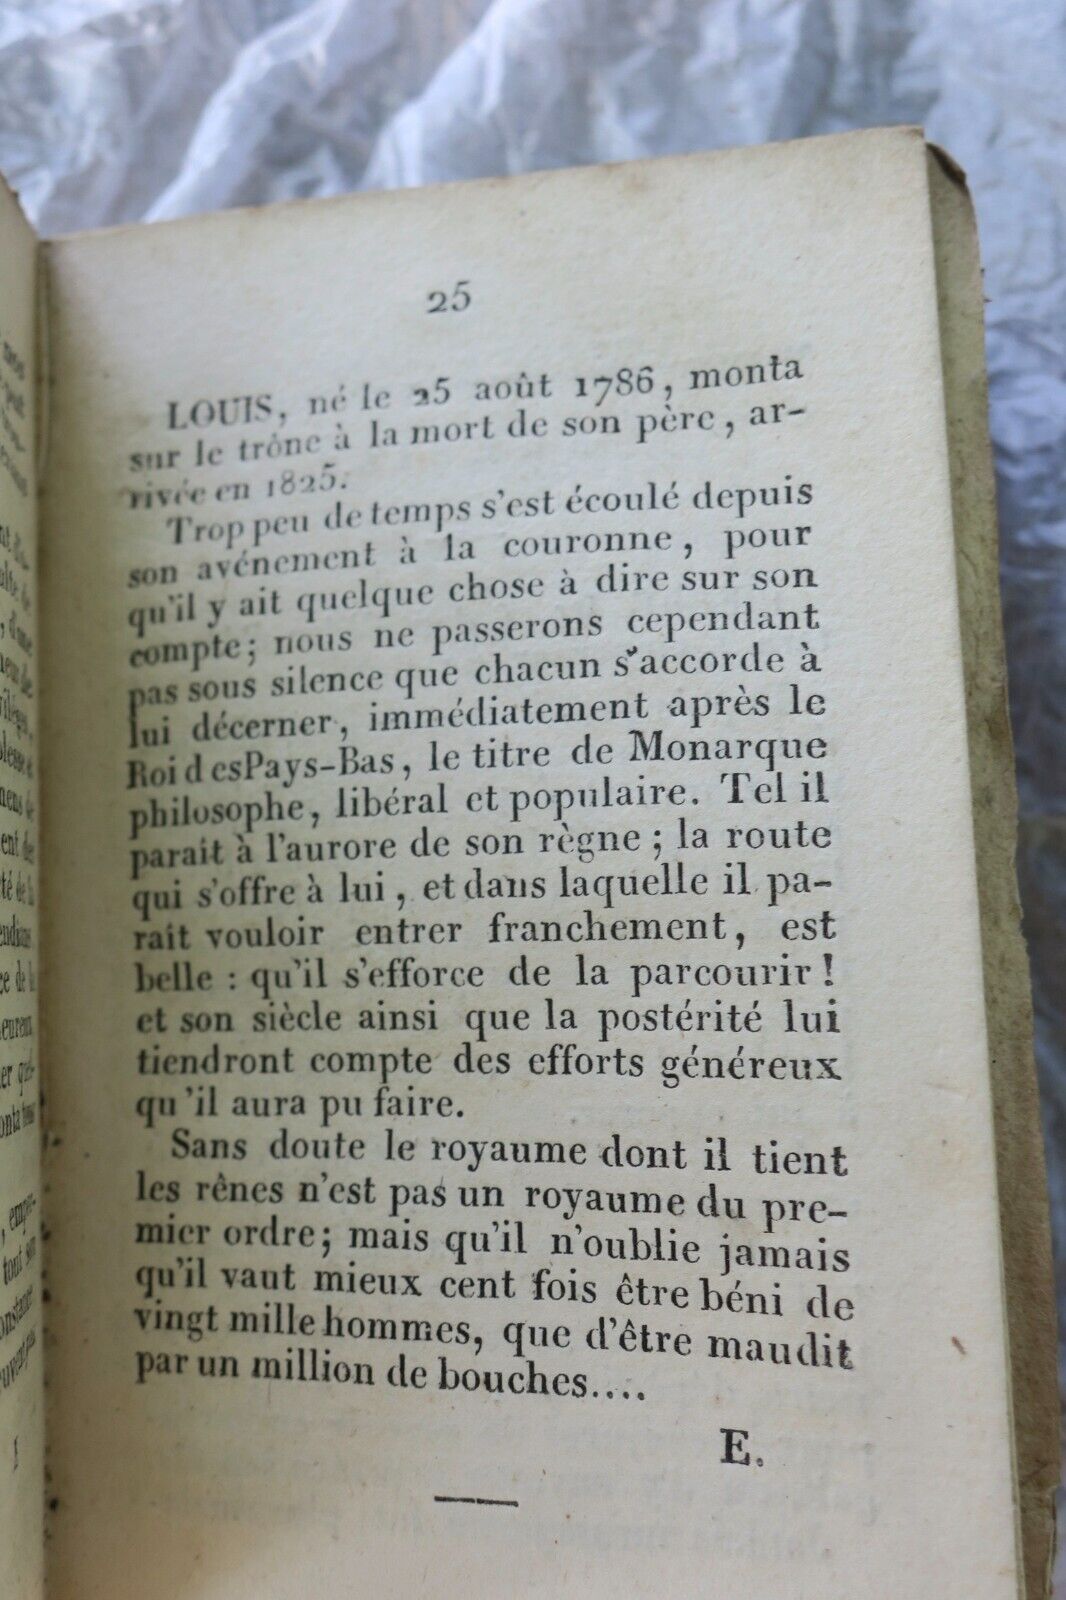 25
LOUIS, né le 25 août 1786, monta
sur le trône à la mort de son père, ar-
rivée en 1825.
Trop peu de temps s'est écoulé depuis
son avénement à la couronne, pour
qu'il y ait quelque chose à dire sur son
compte; nous ne passerons cependant
pas sous silence que chacun s'accorde à
lui décerner, immédiatement après le
Roi des Pays-Bas, le titre de Monarque
philosophe, libéral et populaire. Tel il
parait à l'aurore de son règne; la route
qui s'offre à lui, et dans laquelle il pa-
rait vouloir entrer franchement, est
belle : qu'il s'efforce de la parcourir!
et son siècle ainsi que la postérité lui
tiendront compte des efforts généreux
qu'il aura pu faire.
Sans doute le royaume dont il tient
les rênes n'est pas un royaume du pre-
mier ordre; mais qu'il n'oublie jamais
qu'il vaut mieux cent fois être béni de
vingt mille hommes, que d'être maudit
par un million de bouches....
E.